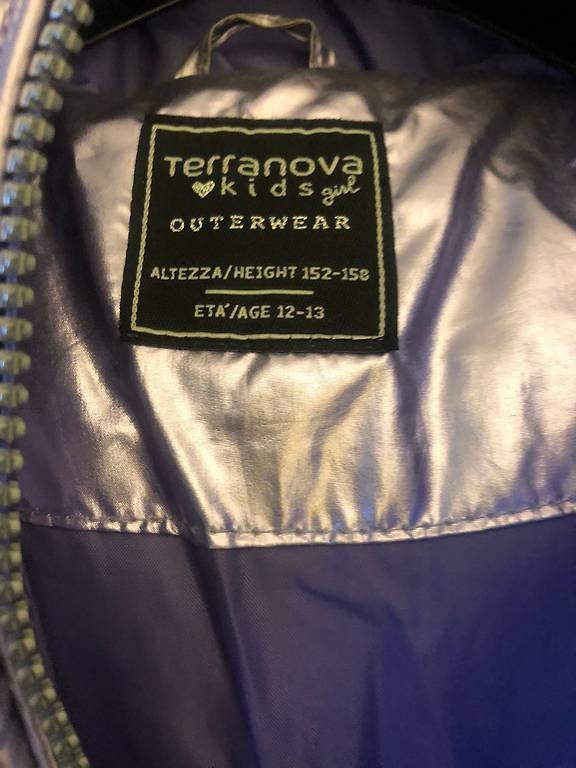 Terranova
kids girl
OUTERWEAR
ALTEZZA/HEIGHT 152-158
ETA'/AGE 12-13